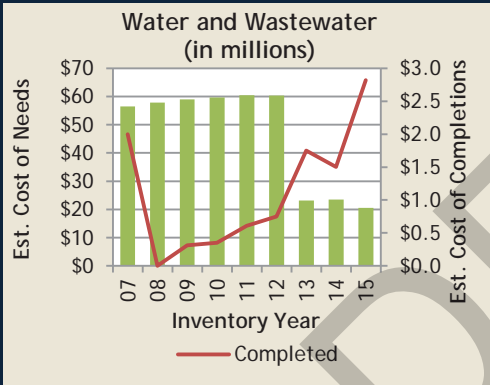 Water and Wastewater
(in millions)
Est. Cost of Needs
$70
$60
$50
$40
$30
$20
$10
$0
$3.0
$2.5
$2.0
$1.5
$1.0
$0.5
$0.0
Est. Cost of Completions
07 08 09 10 11 12 13 14 15
Inventory Year
Completed